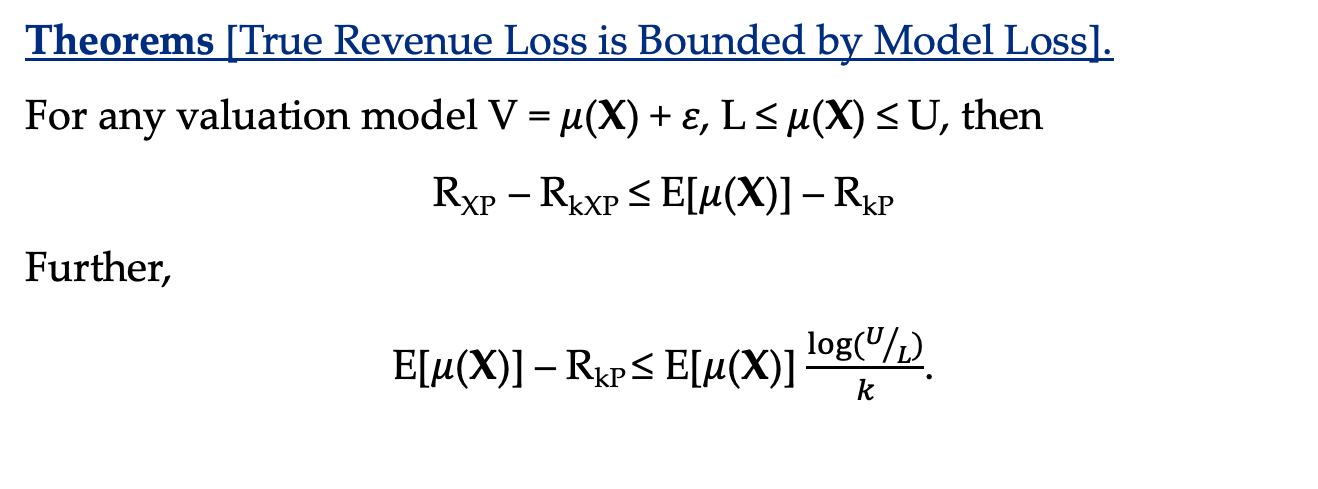 Theorems [True Revenue Loss is Bounded by Model Loss].
For any valuation model V = μ(X) + ε, L ≤ μ(X) ≤ U, then
R_XP – R_kXP ≤ E[μ(X)] – R_kP
Further,
E[μ(X)] – R_kP ≤ E[μ(X)] log(U/L)/k.